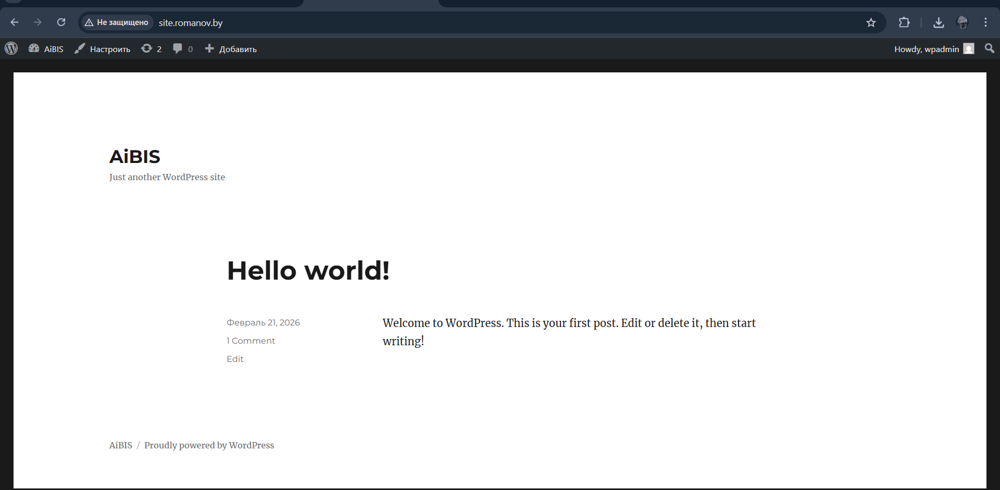 Не защищено site.romanov.by
AiBIS Настроить 2 0 Добавить Howdy, wpadmin
AiBIS
Just another WordPress site
Hello world!
Февраль 21, 2026
1 Comment
Edit
Welcome to WordPress. This is your first post. Edit or delete it, then start
writing!
AiBIS / Proudly powered by WordPress